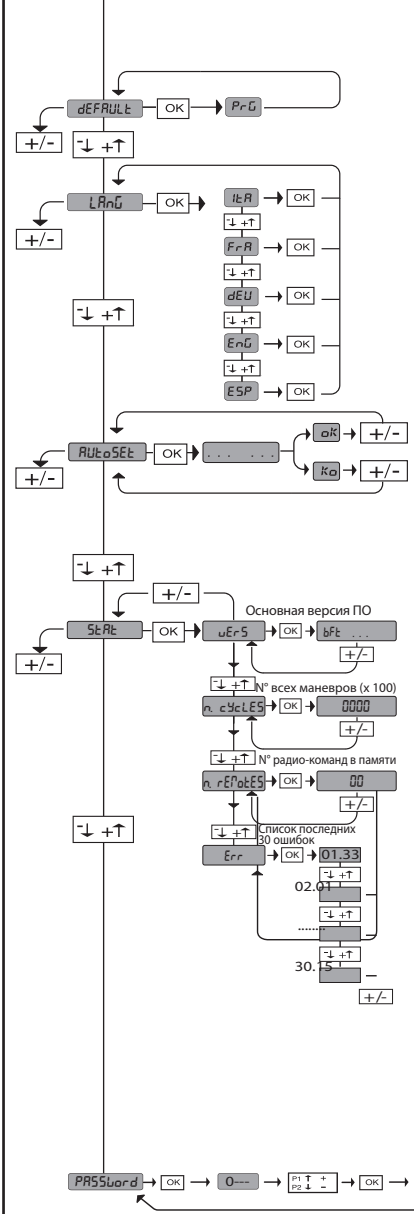 dEFAULt OK PrG
+/- -↓ +↑
LAnG OK ItA OK
-↓ +↑
+/-
FrA OK
-↓ +↑
dEU OK
-↓ +↑
-↓ +↑
EnG OK
-↓ +↑
ESP OK
oK +/-
AUtoSEt OK . . . . . .
Ko +/-
+/-
-↓ +↑
+/-
Основная версия ПО
StAt OK vErS OK bFt ...
+/-
+/-
-↓ +↑ N° всех маневров (x 100)
n. cYcLES OK 0000
+/-
-↓ +↑ N° радио-команд в памяти
n. rEMotES OK 00
+/-
-↓ +↑
-↓ +↑ Список последних
30 ошибок
Err OK 01.33
-↓ +↑
02.01
-↓ +↑
........
-↓ +↑
30.15
+/-
PASSword OK 0--- P1 ↑ + OK
P2 ↓ -